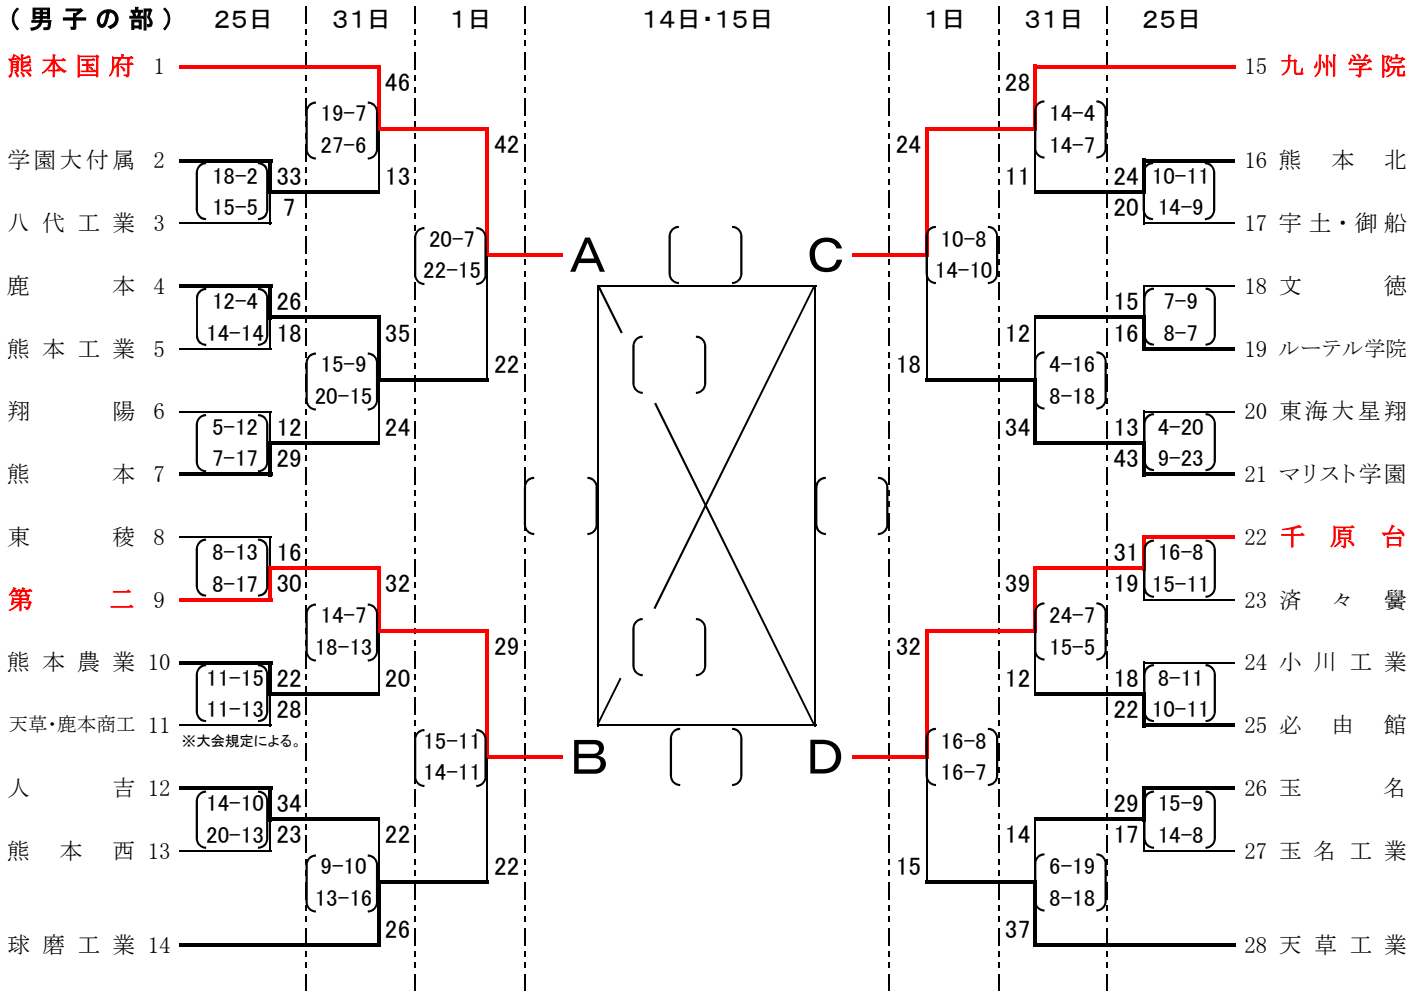 (男子の部) 25日 31日 1日 14日・15日 1日 31日 25日
熊本国府 1
46
19-7
27-6
学園大付属 2
18-2 33
15-5 7
13
八代工業 3
42
20-7
22-15
A
鹿本 4
12-4 26
14-14 18
熊本工業 5
35
15-9
20-15
22
翔陽 6
5-12 12
7-17 29
24
熊本 7
東稜 8
8-13 16
8-17 30
第二 9
32
14-7
18-13
熊本農業 10
11-15 22
11-13 28
20
天草・鹿本商工 11
※大会規定による。
29
15-11
14-11
B
人吉 12
14-10 34
20-13 23
熊本西 13
22
9-10
13-16
22
26
球磨工業 14
15 九州学院
28
14-4
14-7
16 熊本北
24 10-11
20 14-9
11
17 宇土・御船
24
10-8
14-10
C
18 文徳
15 7-9
16 8-7
19 ルーテル学院
12
4-16
8-18
18
20 東海大星翔
13 4-20
43 9-23
34
21 マリスト学園
22 千原台
31 16-8
19 15-11
23 済々黌
39
24-7
15-5
24 小川工業
18 8-11
22 10-11
12
25 必由館
32
16-8
16-7
D
26 玉名
29 15-9
17 14-8
27 玉名工業
14
6-19
8-18
15
37
28 天草工業